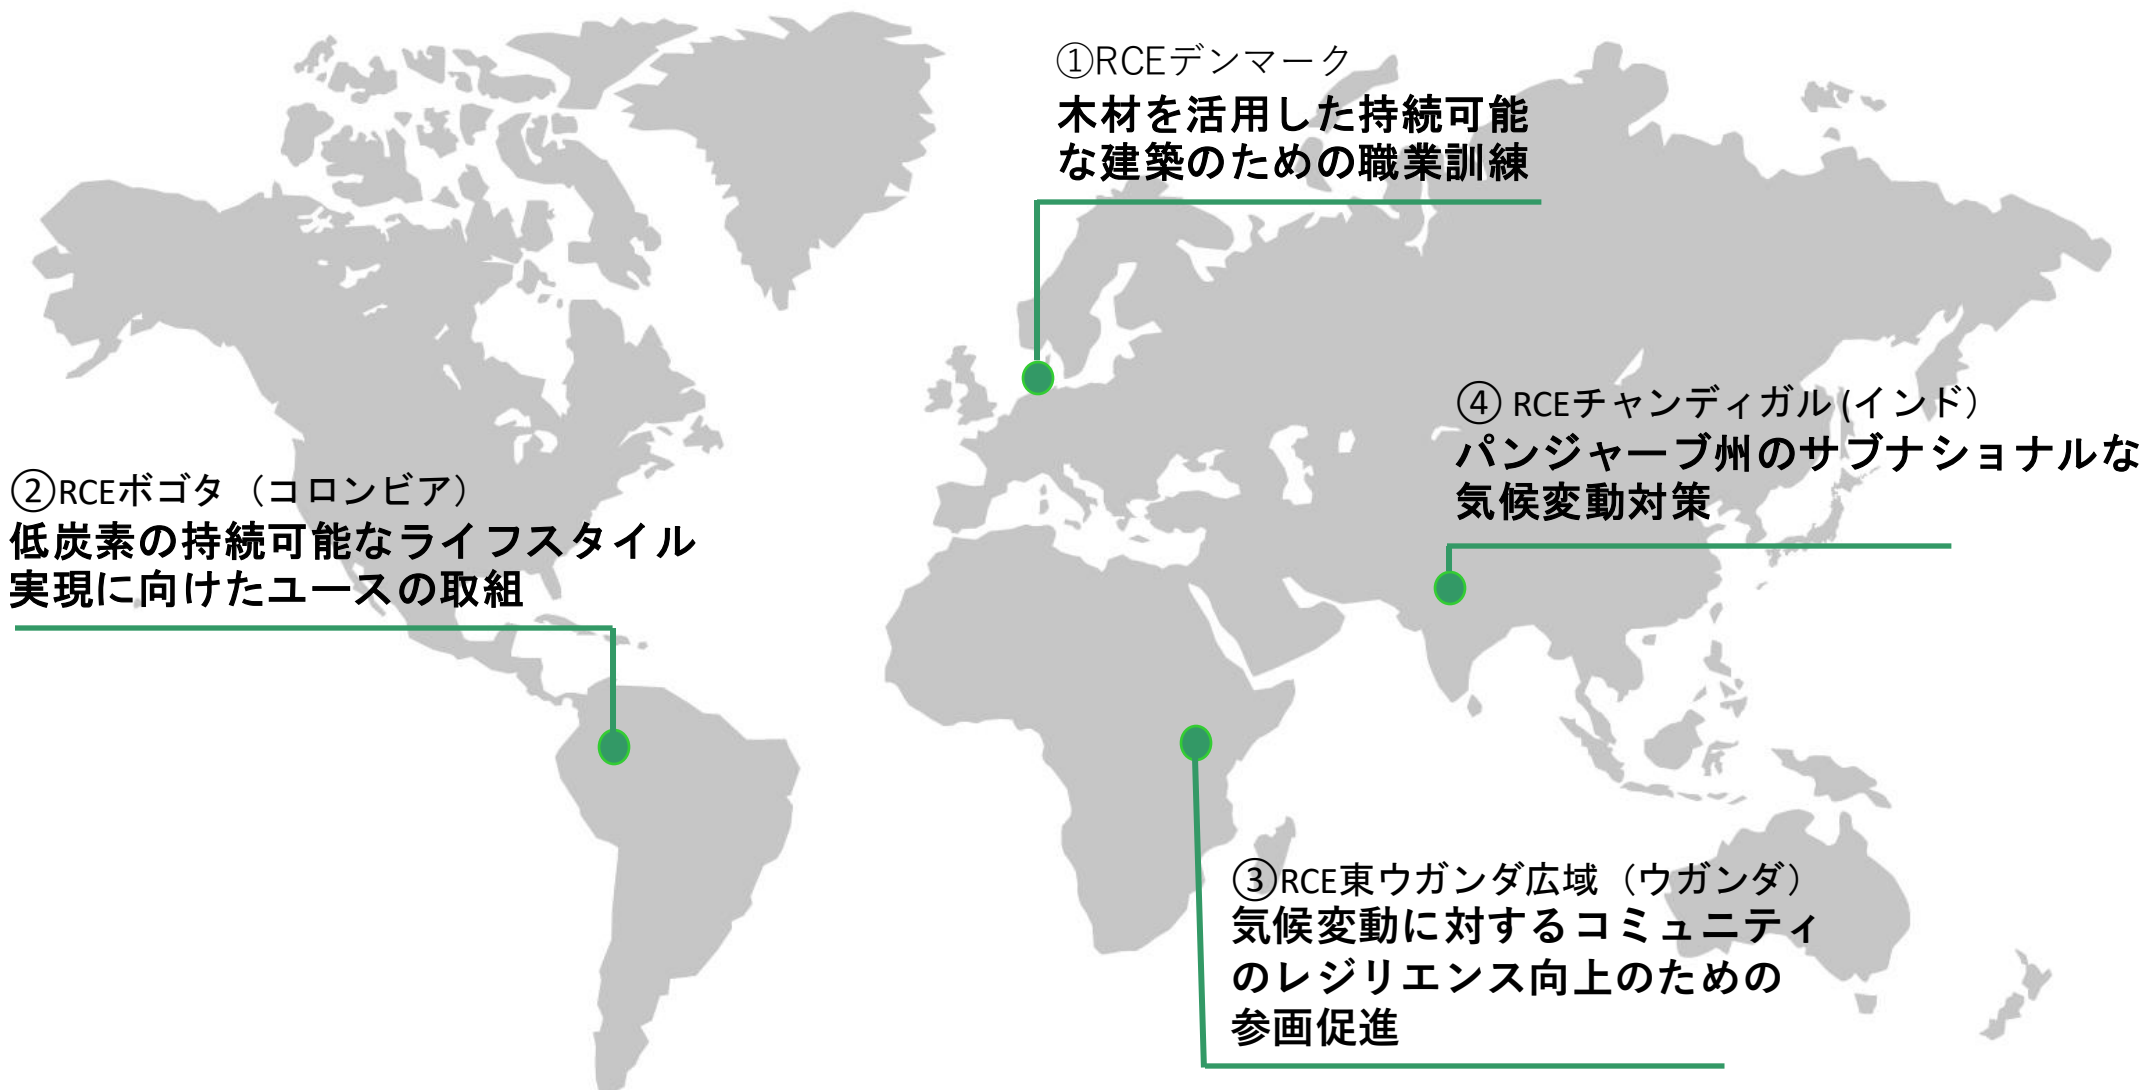 ①RCEデンマーク
木材を活用した持続可能
な建築のための職業訓練
②RCEボゴタ（コロンビア）
低炭素の持続可能なライフスタイル
実現に向けたユースの取組
③RCE東ウガンダ広域（ウガンダ）
気候変動に対するコミュニティ
のレジリエンス向上のための
参画促進
④ RCEチャンディガル (インド）
パンジャーブ州のサブナショナルな
気候変動対策